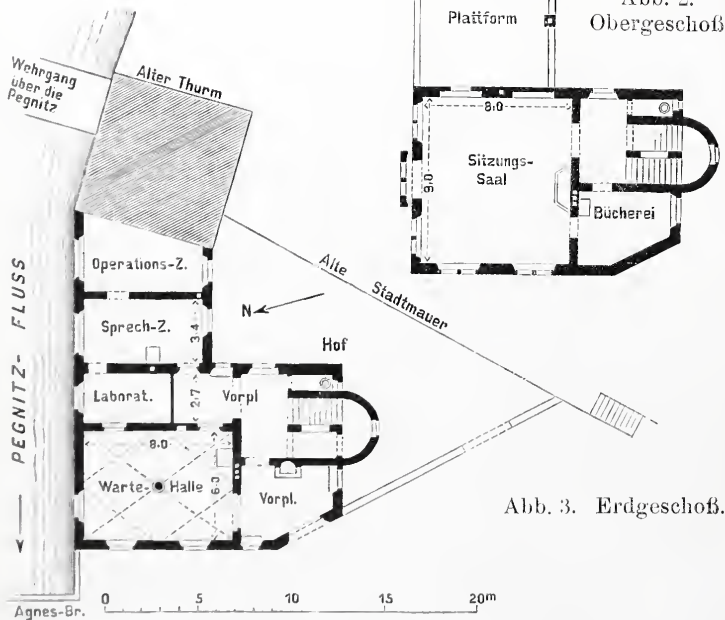 Abb. 2.
Obergeschoß
Plattform
8.0
9.0
Sitzungs-
Saal
Bücherei
Wehrgang
über die
Pegnitz
Alter Thurm
Operations-Z.
Alte Stadtmauer
Sprech-Z.
3.4
N
Hof
PEGNITZ-FLUSS
Laborat.
2.7
Vorpl
8.0
6.0
Warte-Halle
Vorpl.
Abb. 3. Erdgeschoß.
Agnes-Br.
0 5 10 15 20m